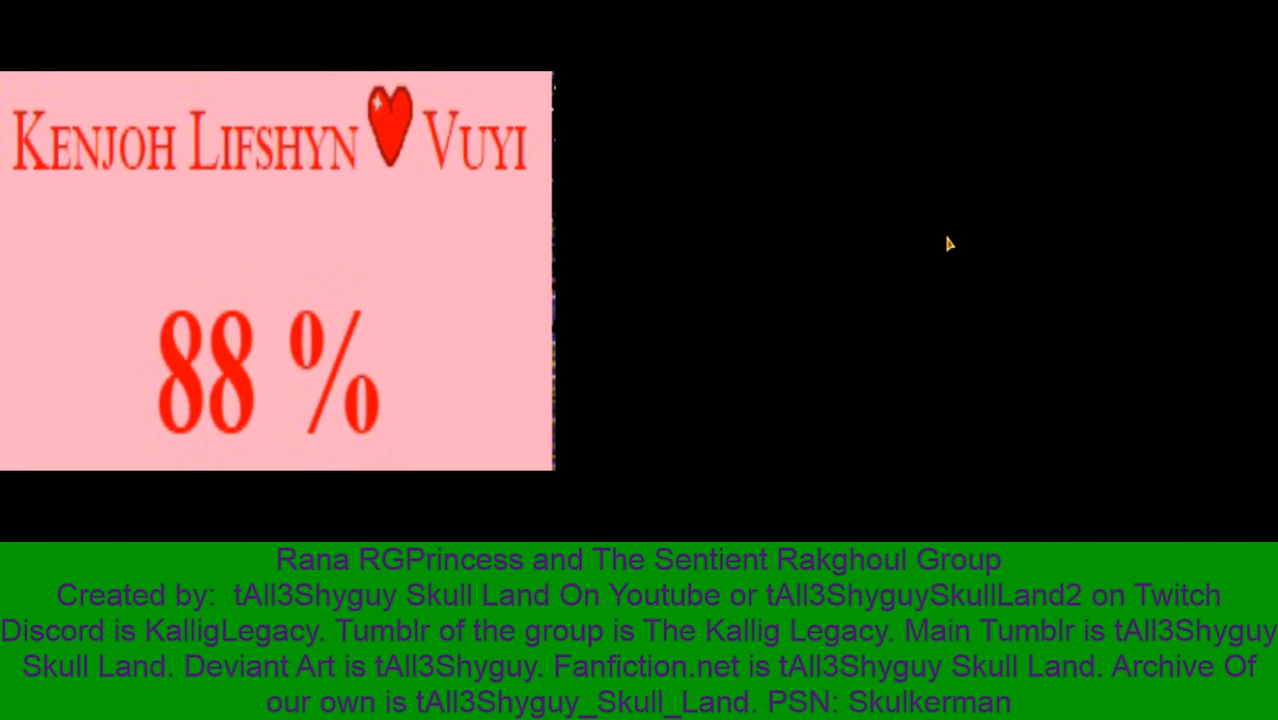 KENJOH LIFSHYN VUYI
88 %
Rana RGPrincess and The Sentient Rakghoul Group
Created by: tAll3Shyguy Skull Land On Youtube or tAll3ShyguySkullLand2 on Twitch
Discord is KalligLegacy. Tumblr of the group is The Kallig Legacy. Main Tumblr is tAll3Shyguy
Skull Land. Deviant Art is tAll3Shyguy. Fanfiction.net is tAll3Shyguy Skull Land. Archive Of
our own is tAll3Shyguy_Skull_Land. PSN: Skulkerman